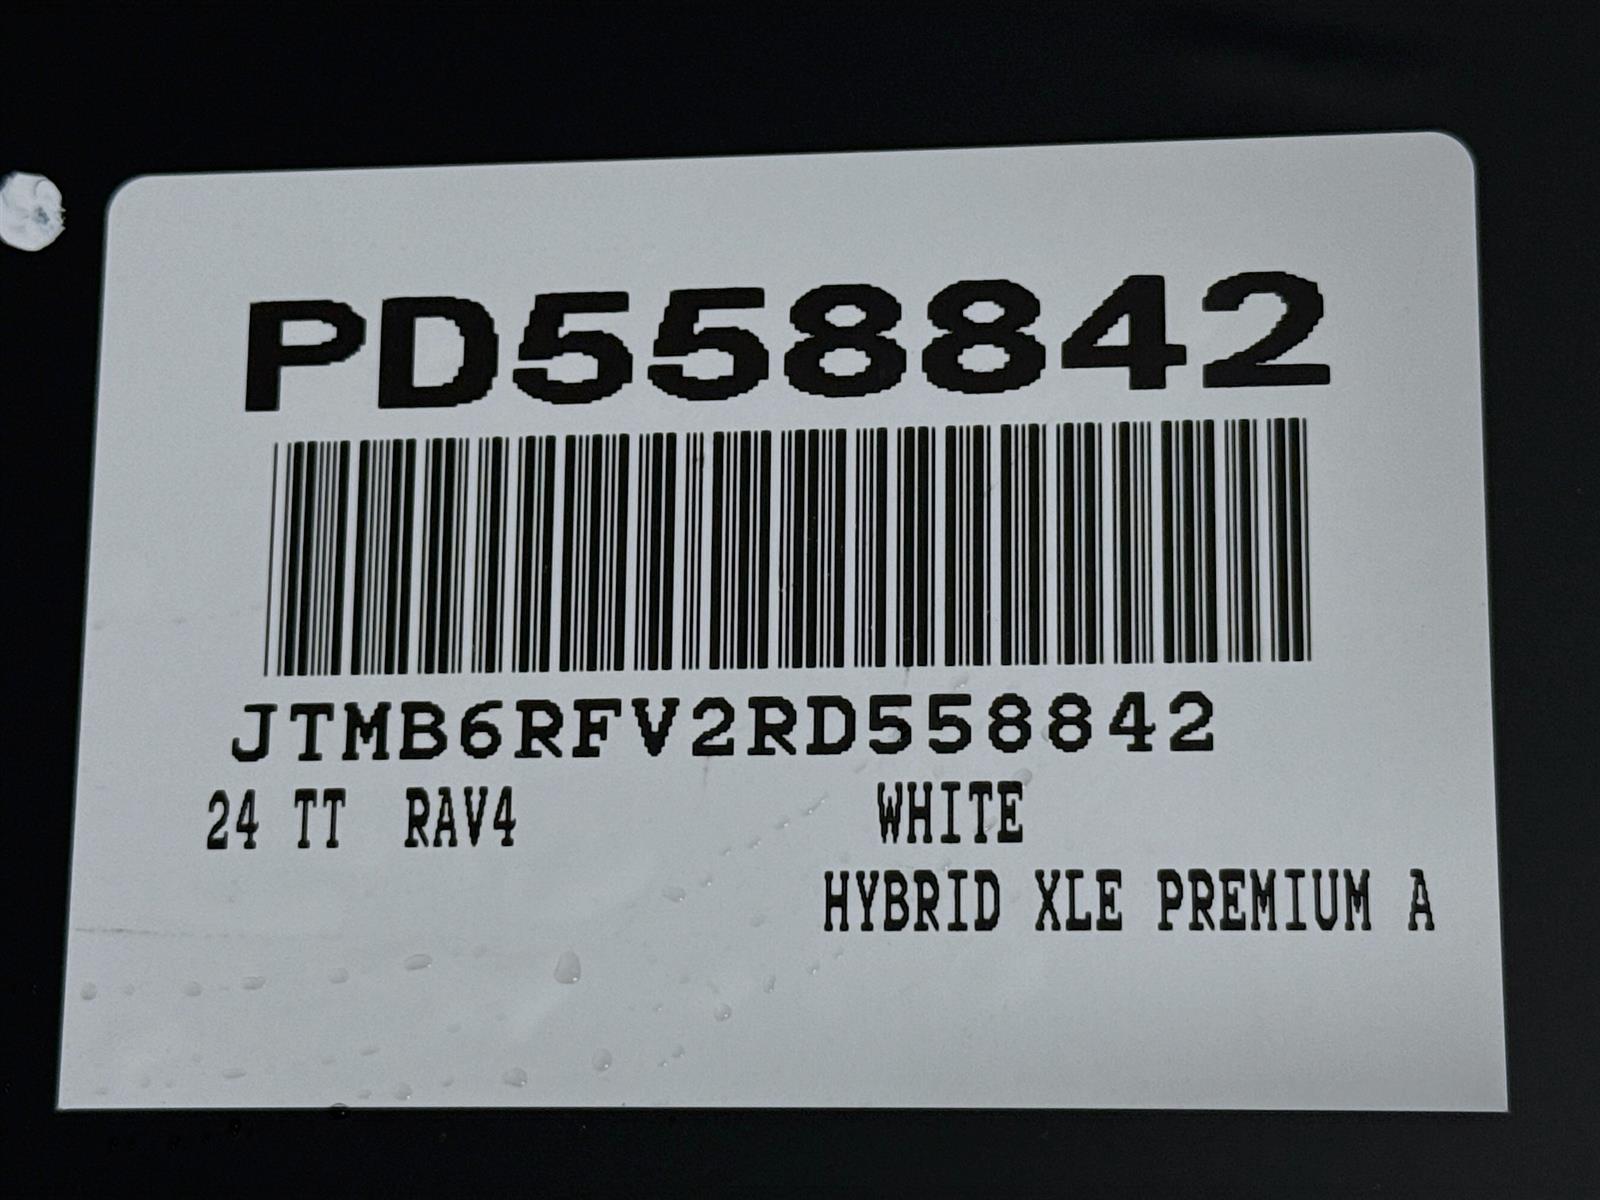 PD558842
JTMB6RFV2RD558842
24 TT RAV4 WHITE
HYBRID XLE PREMIUM A